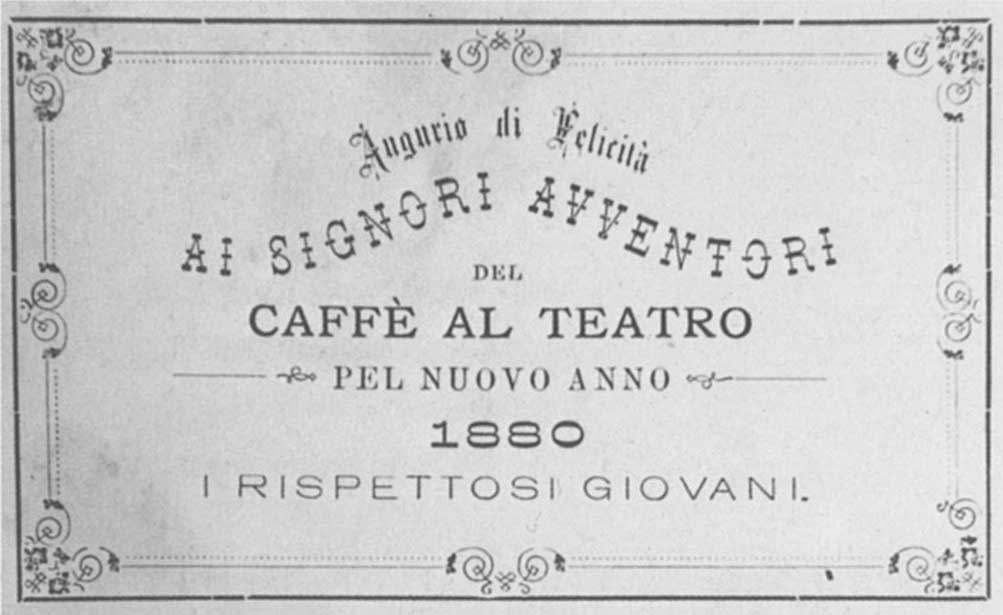 Augurio di Felicità
AI SIGNORI AVVENTORI
DEL
CAFFÈ AL TEATRO
PEL NUOVO ANNO
1880
I RISPETTOSI GIOVANI.